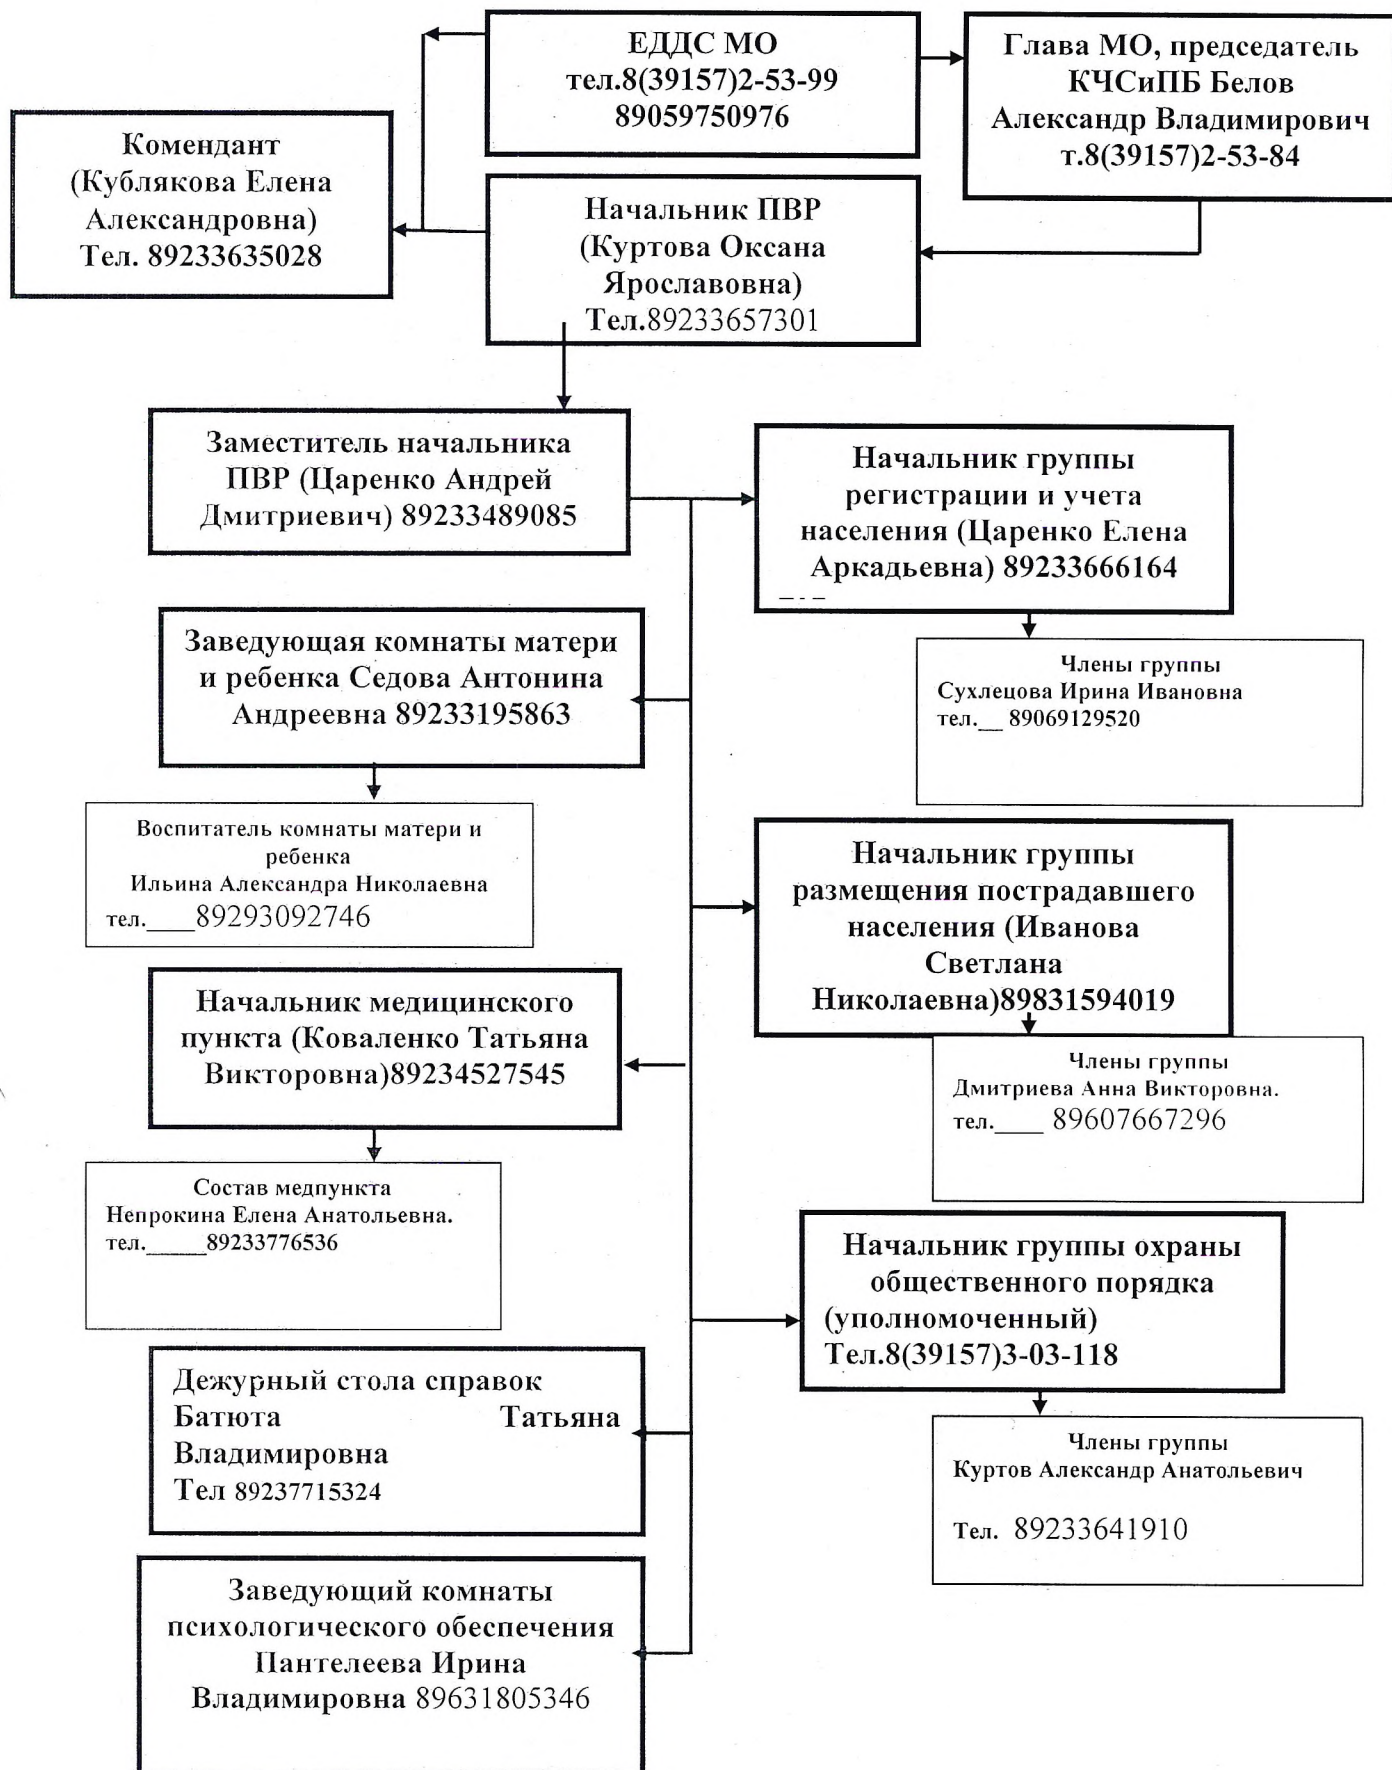 ЕДДС МО
тел.8(39157)2-53-99
89059750976
Глава МО, председатель
КЧСиПБ Белов
Александр Владимирович
т.8(39157)2-53-84
Комендант
(Кублякова Елена
Александровна)
Тел. 89233635028
Начальник ПВР
(Куртова Оксана
Ярославовна)
Тел.89233657301
Заместитель начальника
ПВР (Царенко Андрей
Дмитриевич) 89233489085
Начальник группы
регистрации и учета
населения (Царенко Елена
Аркадьевна) 89233666164
Заведующая комнаты матери
и ребенка Седова Антонина
Андреевна 89233195863
Члены группы
Сухлецова Ирина Ивановна
тел.__ 89069129520
Воспитатель комнаты матери и
ребенка
Ильина Александра Николаевна
тел.____89293092746
Начальник группы
размещения пострадавшего
населения (Иванова
Светлана
Николаевна)89831594019
Начальник медицинского
пункта (Коваленко Татьяна
Викторовна)89234527545
Члены группы
Дмитриева Анна Викторовна.
тел.____ 89607667296
Состав медпункта
Непрокина Елена Анатольевна.
тел._____89233776536
Начальник группы охраны
общественного порядка
(уполномоченный)
Тел.8(39157)3-03-118
Дежурный стола справок
Батюта Татьяна
Владимировна
Тел 89237715324
Члены группы
Куртов Александр Анатольевич
Тел. 89233641910
Заведующий комнаты
психологического обеспечения
Пантелеева Ирина
Владимировна 89631805346